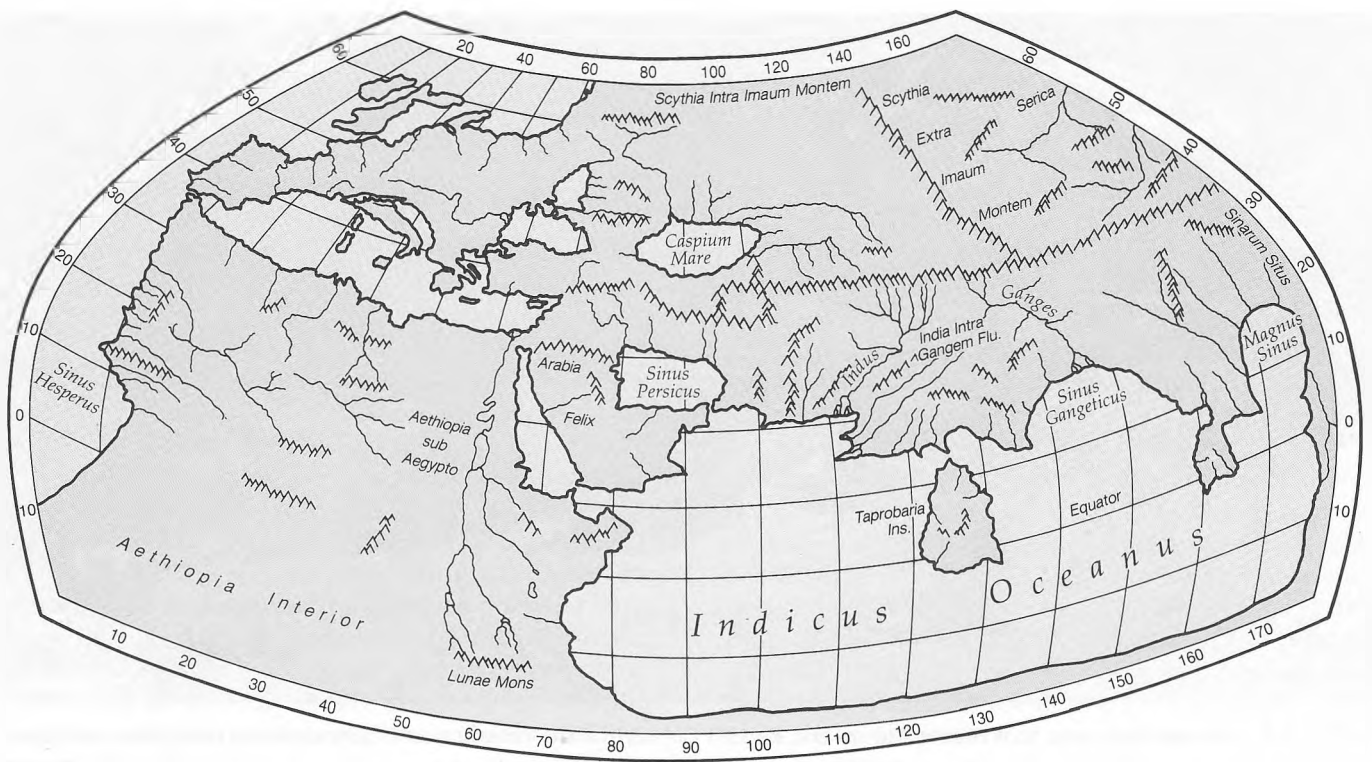 20 40 60 80 100 120 140 160
60
50
40
30
20
10
0
10
60
50
40
30
20
10
0
10
Scythia Intra Imaum Montem
Scythia
Extra
Imaum
Montem
Serica
Caspium
Mare
Sinarum Situs
Ganges
India Intra
Gangem Flu.
Indus
Magnus
Sinus
Arabia
Felix
Sinus
Persicus
Sinus
Gangeticus
Sinus
Hesperus
Aethiopia
sub
Aegypto
Taprobaria
Ins.
Equator
Aethiopia Interior
Indicus Oceanus
Lunae Mons
10 20 30 40 50 60 70 80 90 100 110 120 130 140 150 160 170